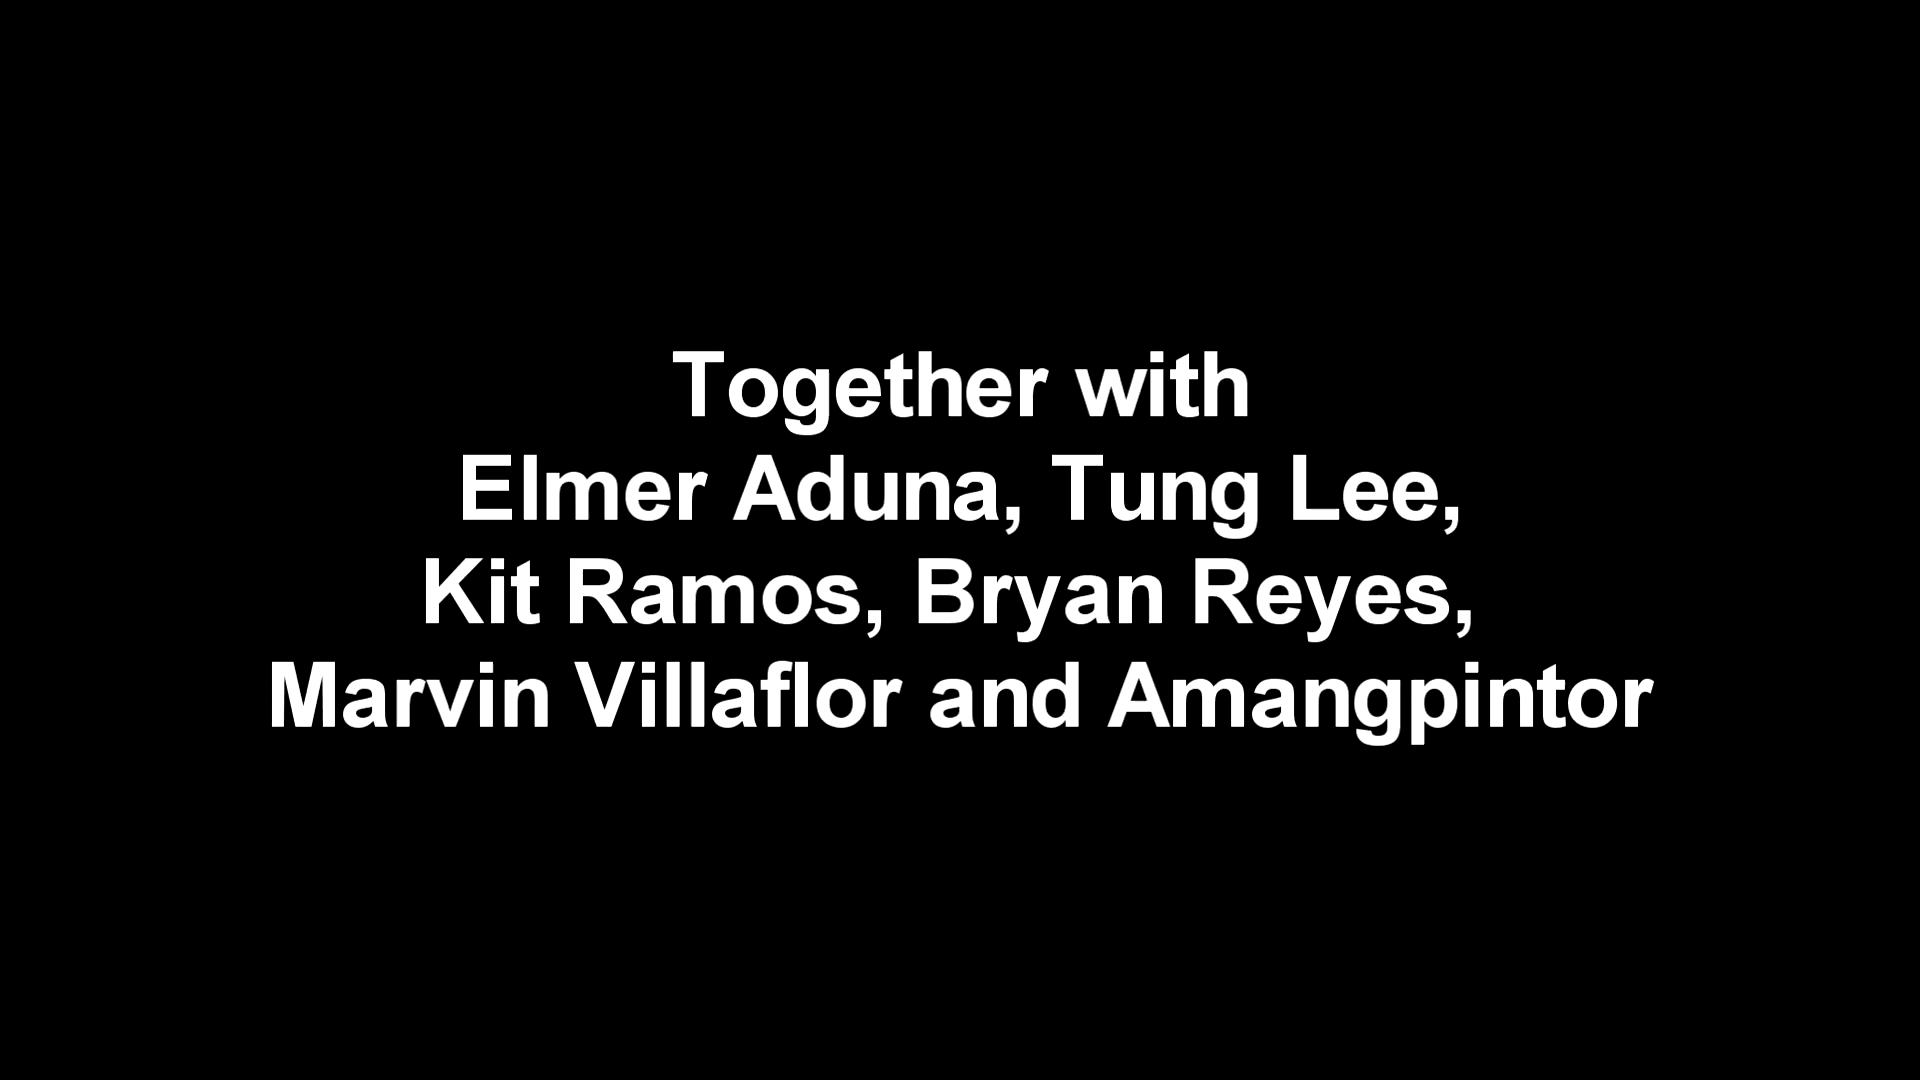 Together with
Elmer Aduna, Tung Lee,
Kit Ramos, Bryan Reyes,
Marvin Villaflor and Amangpintor